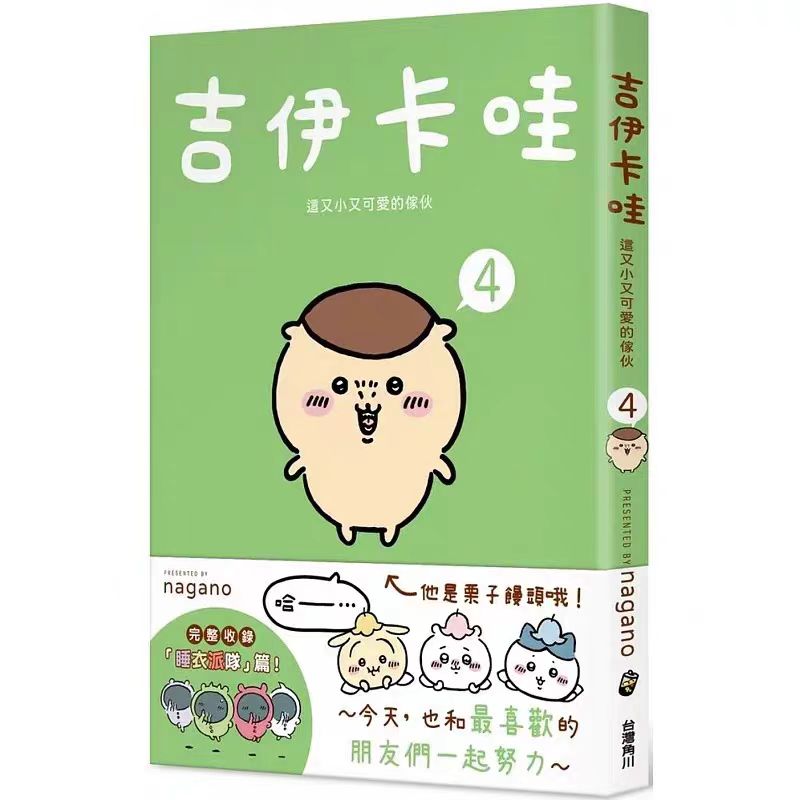 吉伊卡哇
這又小又可愛的傢伙
4
PRESENTED BY
nagano
哈──…
他是栗子饅頭哦！
完整收錄
「睡衣派隊」篇！
～今天，也和最喜歡的
朋友們一起努力～
吉伊卡哇
這又小又可愛的傢伙
4
PRESENTED BY
nagano
台灣角川